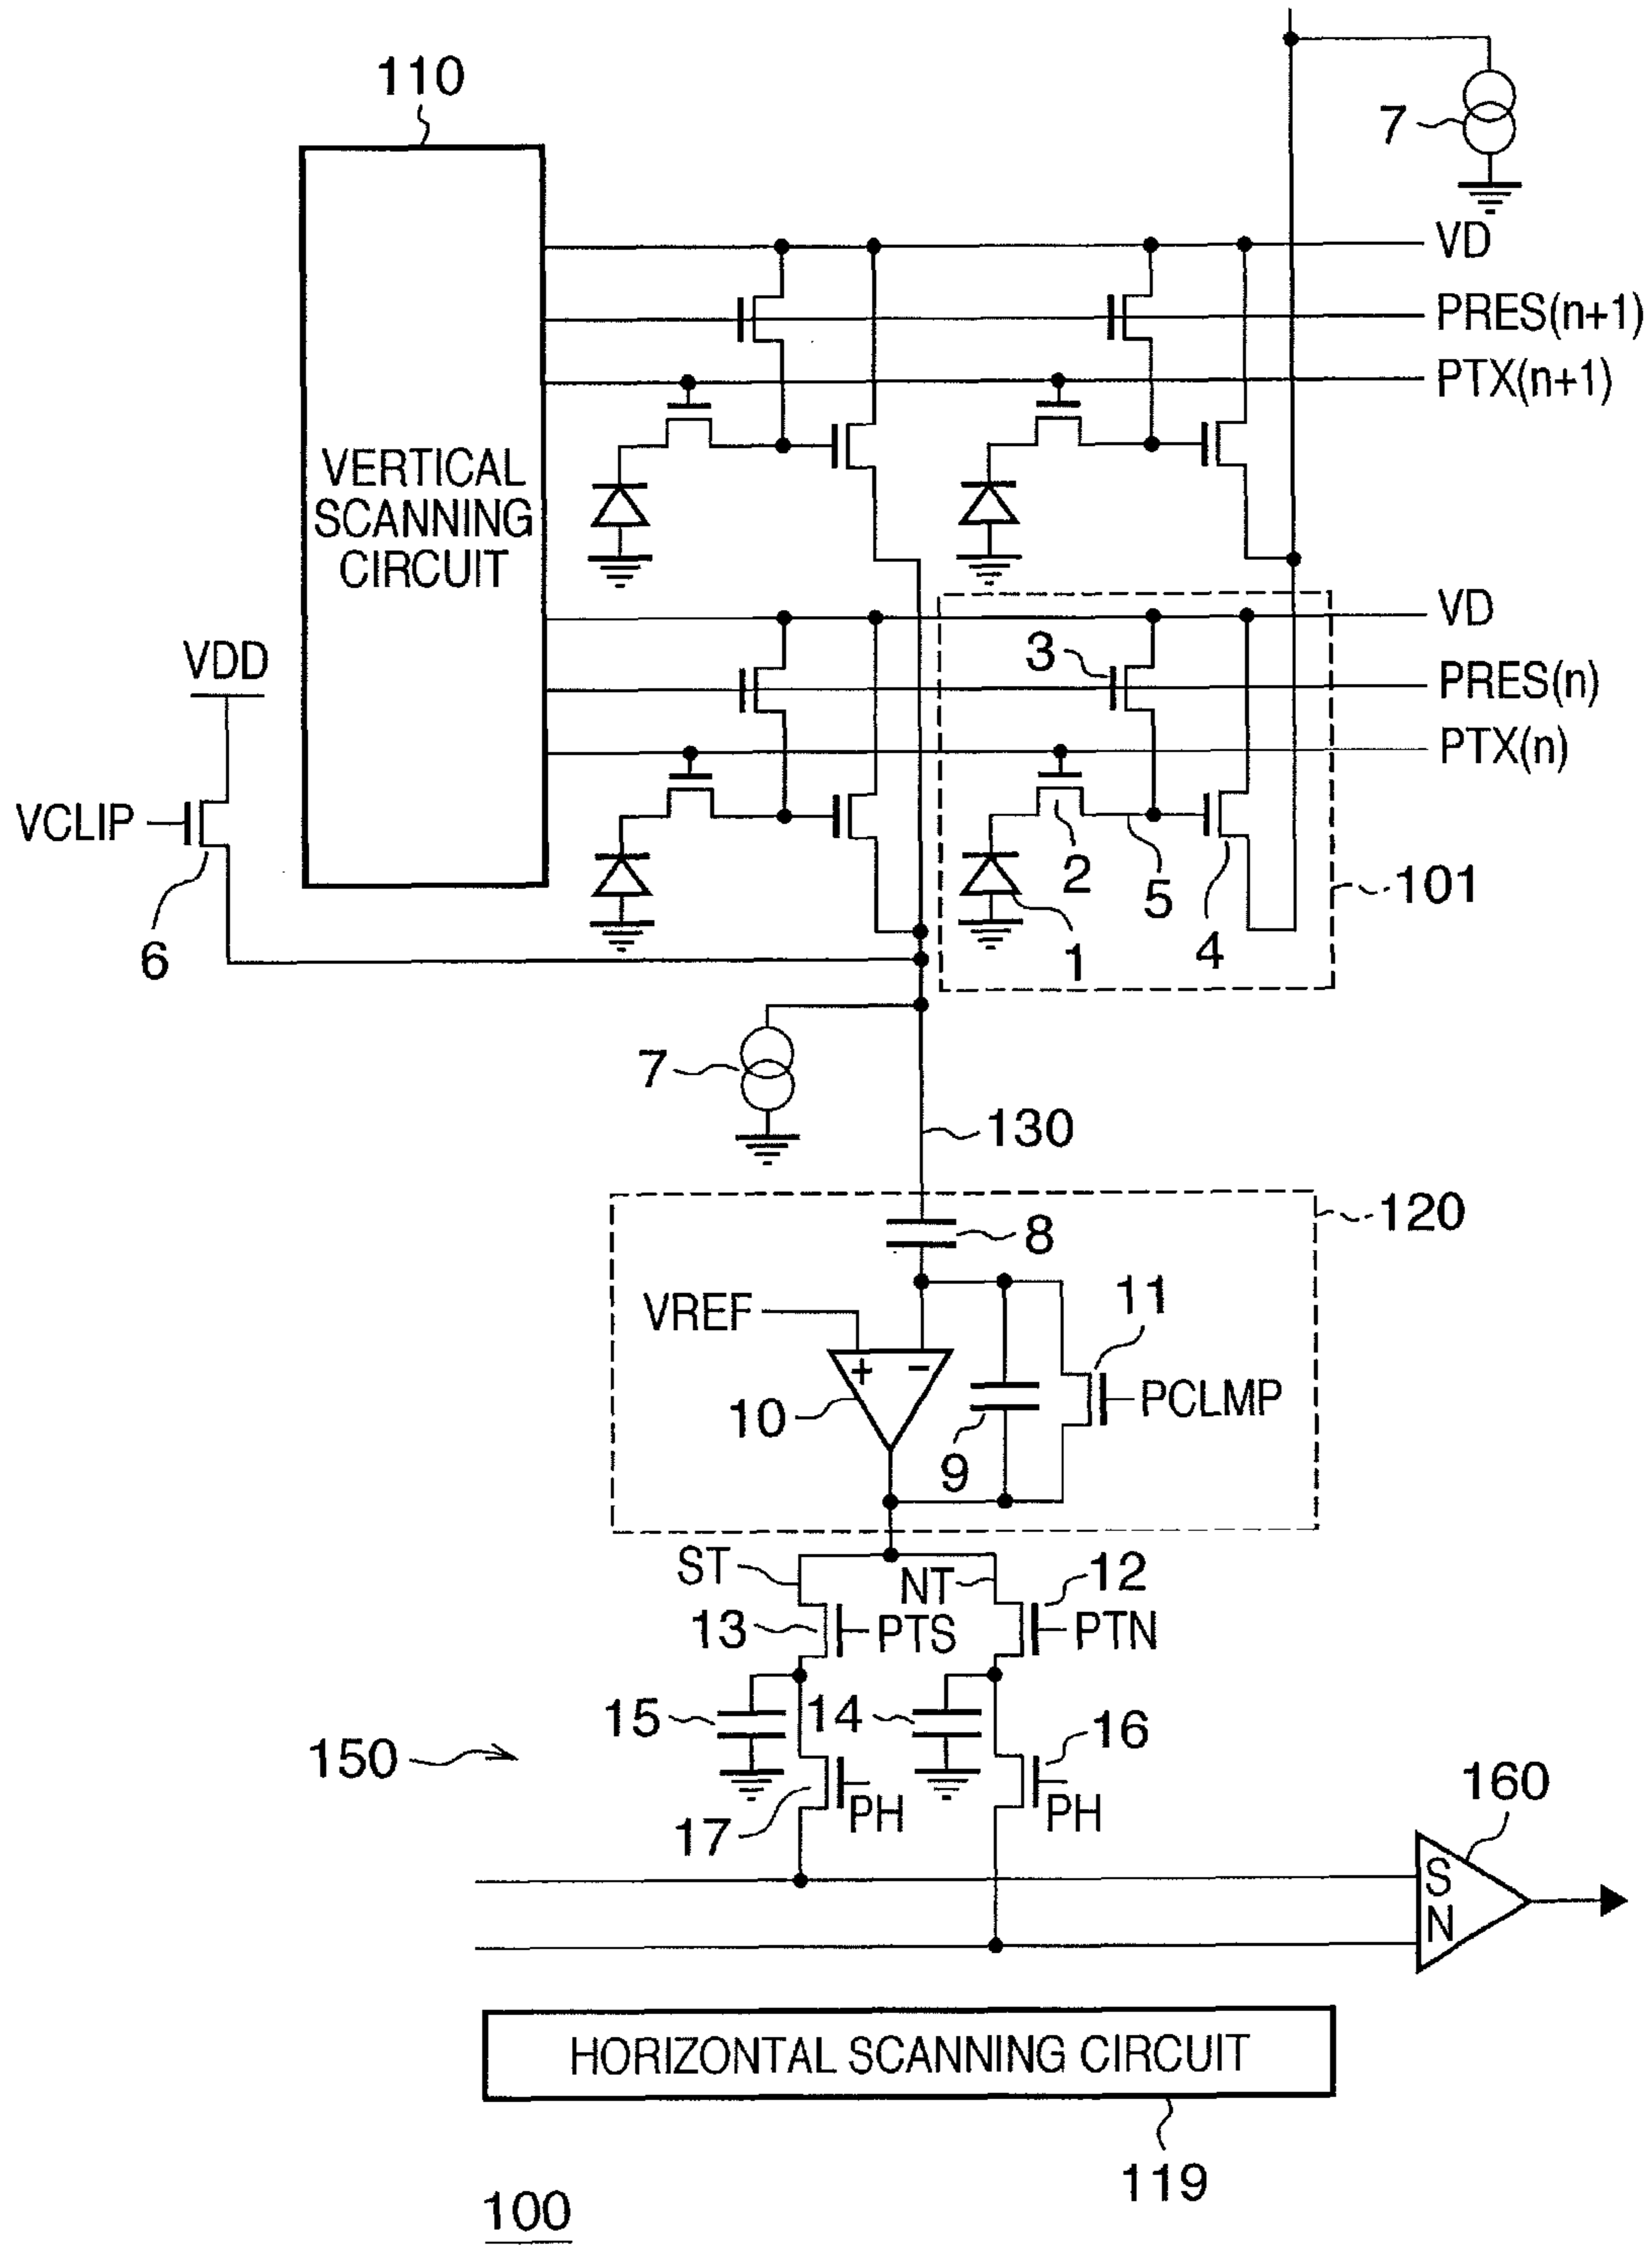 110
7
VD
PRES(n+1)
PTX(n+1)
VERTICAL
SCANNING
CIRCUIT
VD
VDD
3
PRES(n)
PTX(n)
VCLIP
2
5
101
6
1
4
7
130
120
8
VREF
11
+
−
10
PCLMP
9
ST
NT
12
13
PTS
PTN
15
14
16
150
PH
PH
17
160
S
N
HORIZONTAL SCANNING CIRCUIT
119
100